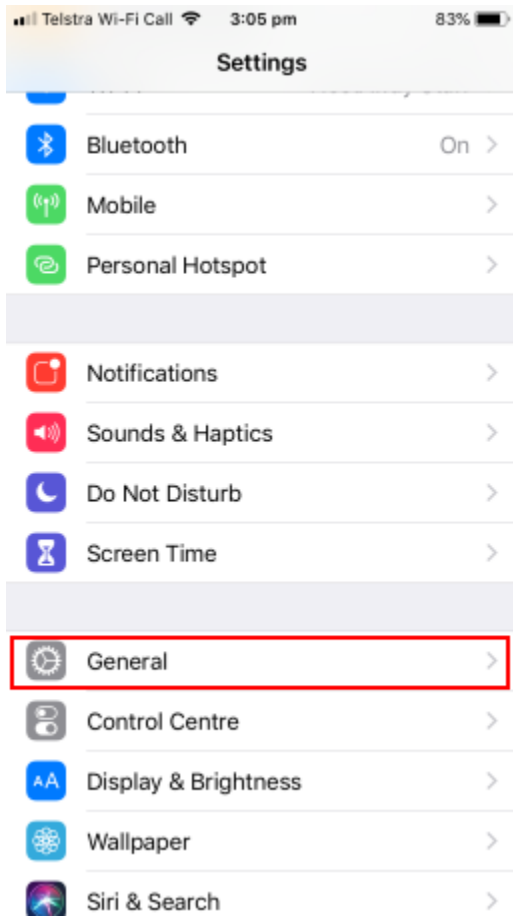 Telstra Wi-Fi Call 3:05 pm 83%
Settings
Bluetooth On
Mobile
Personal Hotspot
Notifications
Sounds & Haptics
Do Not Disturb
Screen Time
General
Control Centre
AA Display & Brightness
Wallpaper
Siri & Search